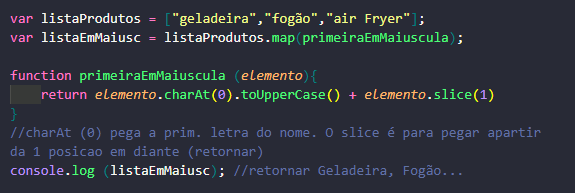 var listaProdutos = ["geladeira","fogão","air Fryer"];
var listaEmMaiusc = listaProdutos.map(primeiraEmMaiuscula);
function primeiraEmMaiuscula (elemento){
return elemento.charAt(0).toUpperCase() + elemento.slice(1)
}
//charAt (0) pega a prim. letra do nome. O slice é para pegar apartir
da 1 posicao em diante (retornar)
console.log (listaEmMaiusc); //retornar Geladeira, Fogão...